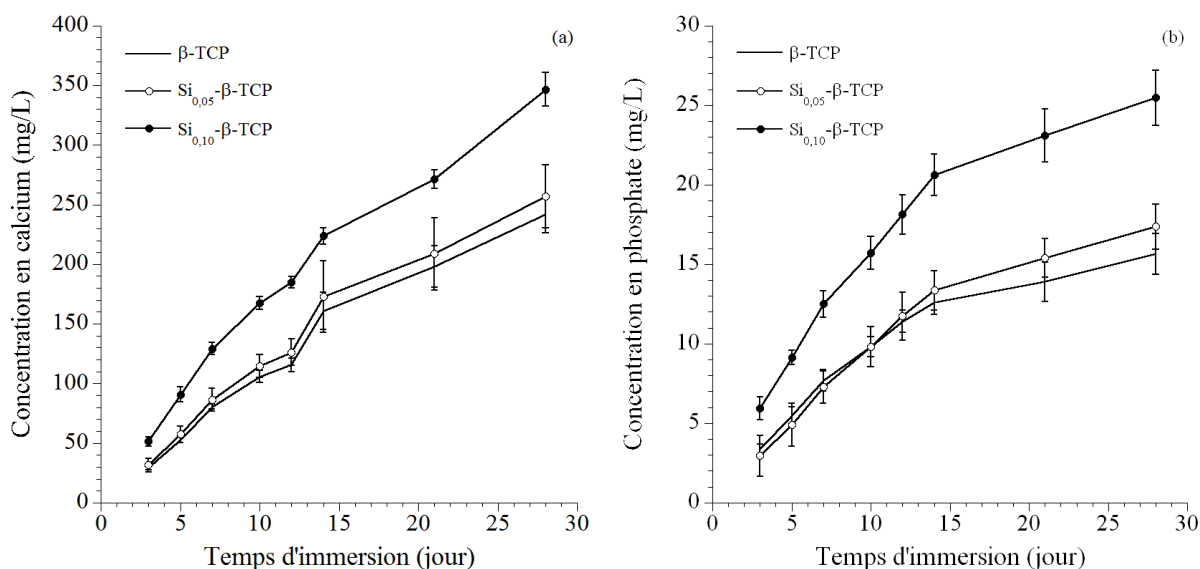 (a)
β-TCP
Si0,05-β-TCP
Si0,10-β-TCP
Concentration en calcium (mg/L)
400
350
300
250
200
150
100
50
0
0 5 10 15 20 25 30
Temps d'immersion (jour)
(b)
β-TCP
Si0,05-β-TCP
Si0,10-β-TCP
Concentration en phosphate (mg/L)
30
25
20
15
10
5
0
0 5 10 15 20 25 30
Temps d'immersion (jour)